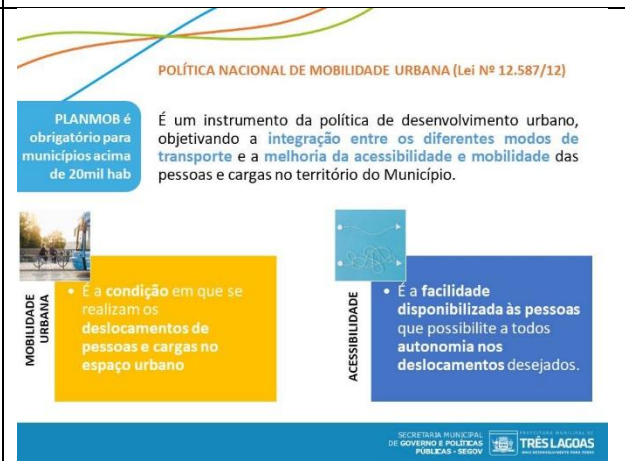 POLÍTICA NACIONAL DE MOBILIDADE URBANA (Lei Nº 12.587/12)
PLANMOB é
obrigatório para
municípios acima
de 20mil hab
É um instrumento da política de desenvolvimento urbano,
objetivando a integração entre os diferentes modos de
transporte e a melhoria da acessibilidade e mobilidade das
pessoas e cargas no território do Município.
MOBILIDADE
URBANA
• É a condição em que se
realizam os
deslocamentos de
pessoas e cargas no
espaço urbano
ACESSIBILIDADE
• É a facilidade
disponibilizada às pessoas
que possibilite a todos
autonomia nos
deslocamentos desejados.
SECRETARIA MUNICIPAL
DE GOVERNO E POLÍTICAS
PÚBLICAS - SEGOV
PREFEITURA MUNICIPAL DE
TRÊS LAGOAS
MAIS DESENVOLVIMENTO PARA TODOS